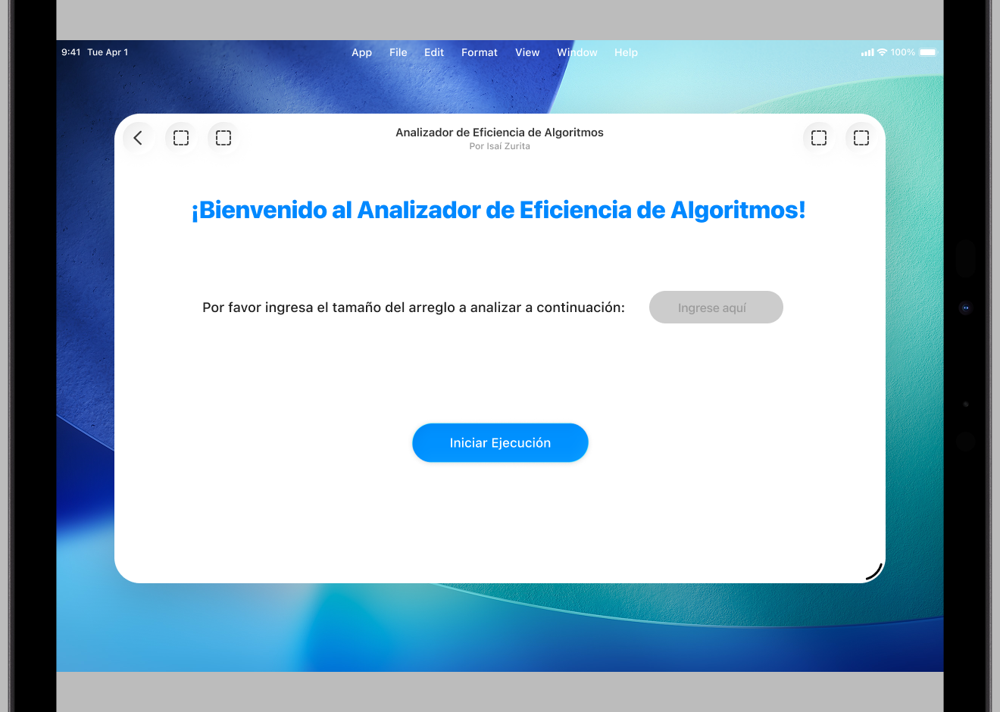 9:41 Tue Apr 1 App File Edit Format View Window Help 100%
Analizador de Eficiencia de Algoritmos
Por Isaí Zurita
¡Bienvenido al Analizador de Eficiencia de Algoritmos!
Por favor ingresa el tamaño del arreglo a analizar a continuación: Ingrese aquí
Iniciar Ejecución